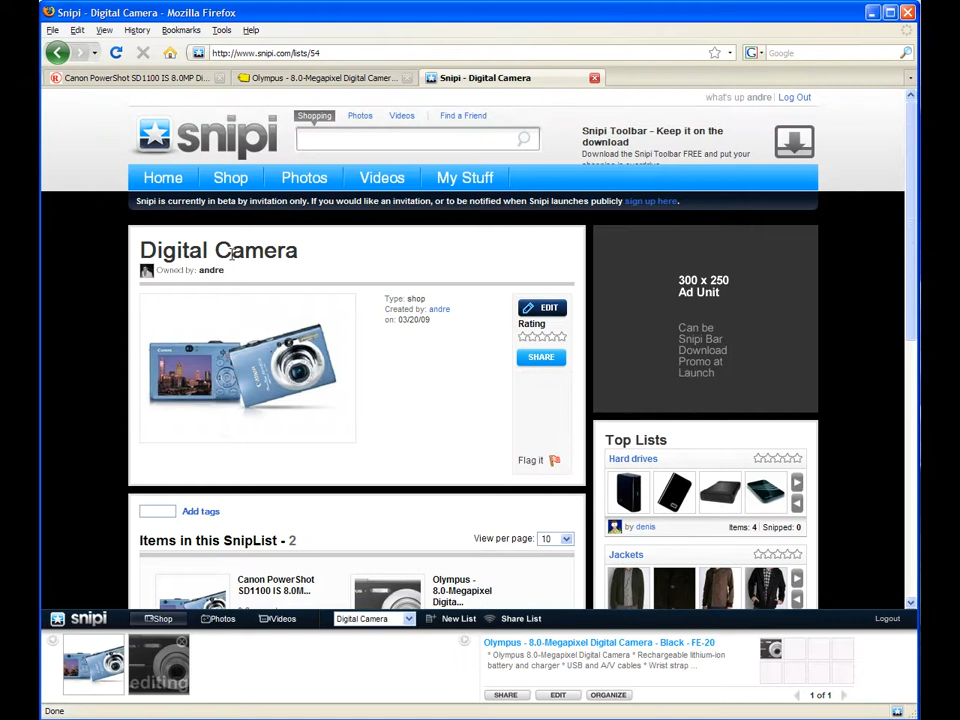 Snipi - Digital Camera - Mozilla Firefox
File Edit View History Bookmarks Tools Help
http://www.snipi.com/lists/54
G Google
Canon PowerShot SD1100 IS 8.0MP Di...
Olympus - 8.0-Megapixel Digital Camer...
Snipi - Digital Camera
what's up andre | Log Out
snipi
Shopping Photos Videos Find a Friend
Snipi Toolbar - Keep it on the
download
Download the Snipi Toolbar FREE and put your
Home Shop Photos Videos My Stuff
Snipi is currently in beta by invitation only. If you would like an invitation, or to be notified when Snipi launches publicly sign up here.
Digital Camera
Owned by: andre
Type: shop
Created by: andre
on: 03/20/09
EDIT
Rating
SHARE
Flag it
300 x 250
Ad Unit
Can be
Snipi Bar
Download
Promo at
Launch
Top Lists
Hard drives
by denis
Items: 4 Snipped: 0
Jackets
Add tags
Items in this SnipList - 2
View per page: 10
Canon PowerShot
SD1100 IS 8.0M...
Olympus -
8.0-Megapixel
Digita...
snipi Shop Photos Videos Digital Camera New List Share List Logout
editing
Olympus - 8.0-Megapixel Digital Camera - Black - FE-20
* Olympus 8.0-Megapixel Digital Camera * Rechargeable lithium-ion
battery and charger * USB and A/V cables * Wrist strap ...
SHARE EDIT ORGANIZE
1 of 1
Done